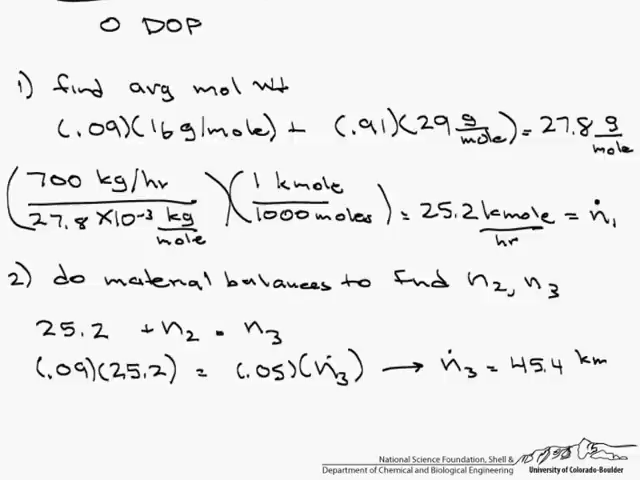 O DOP
1) find avg mol wt
(.09)(16 g/mole) + (.91)(29 g/mole) = 27.8 g/mole
(700 kg/hr / 27.8 × 10⁻³ kg/mole)(1 kmole / 1000 moles) = 25.2 kmole/hr = ṅ₁
2) do material balances to find n₂, n₃
25.2 + n₂ = n₃
(.09)(25.2) = (.05)(ṅ₃) → ṅ₃ = 45.4 km
National Science Foundation, Shell &
Department of Chemical and Biological Engineering
University of Colorado-Boulder